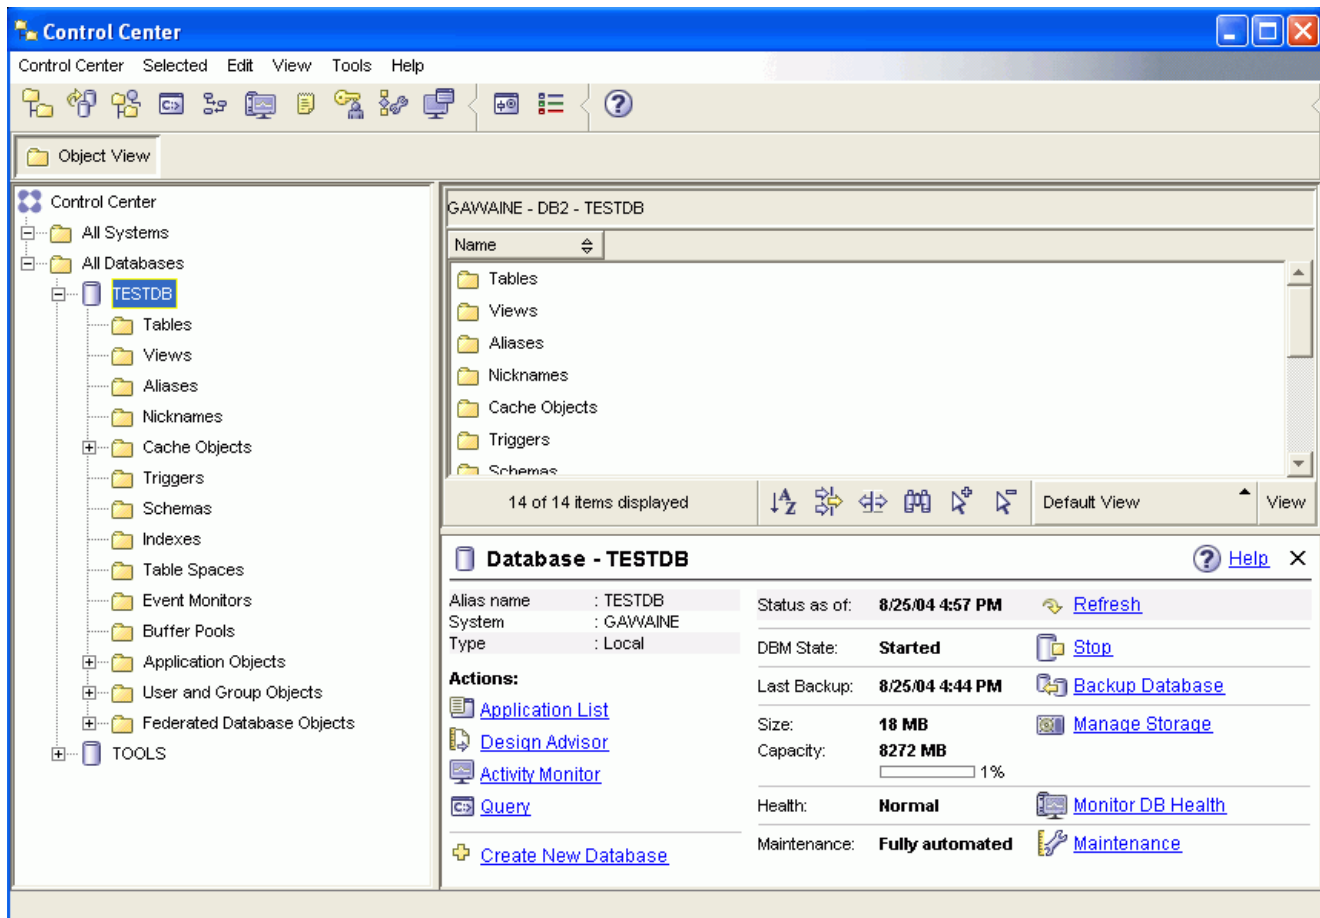 Control Center
Control Center Selected Edit View Tools Help
Object View
Control Center
All Systems
All Databases
TESTDB
Tables
Views
Aliases
Nicknames
Cache Objects
Triggers
Schemas
Indexes
Table Spaces
Event Monitors
Buffer Pools
Application Objects
User and Group Objects
Federated Database Objects
TOOLS
GAWAINE - DB2 - TESTDB
Name
Tables
Views
Aliases
Nicknames
Cache Objects
Triggers
Schemas
14 of 14 items displayed
Default View
View
Database - TESTDB
Help
Alias name : TESTDB
System : GAWAINE
Type : Local
Actions:
Application List
Design Advisor
Activity Monitor
Query
Create New Database
Status as of: 8/25/04 4:57 PM Refresh
DBM State: Started Stop
Last Backup: 8/25/04 4:44 PM Backup Database
Size: 18 MB Manage Storage
Capacity: 8272 MB
1%
Health: Normal Monitor DB Health
Maintenance: Fully automated Maintenance